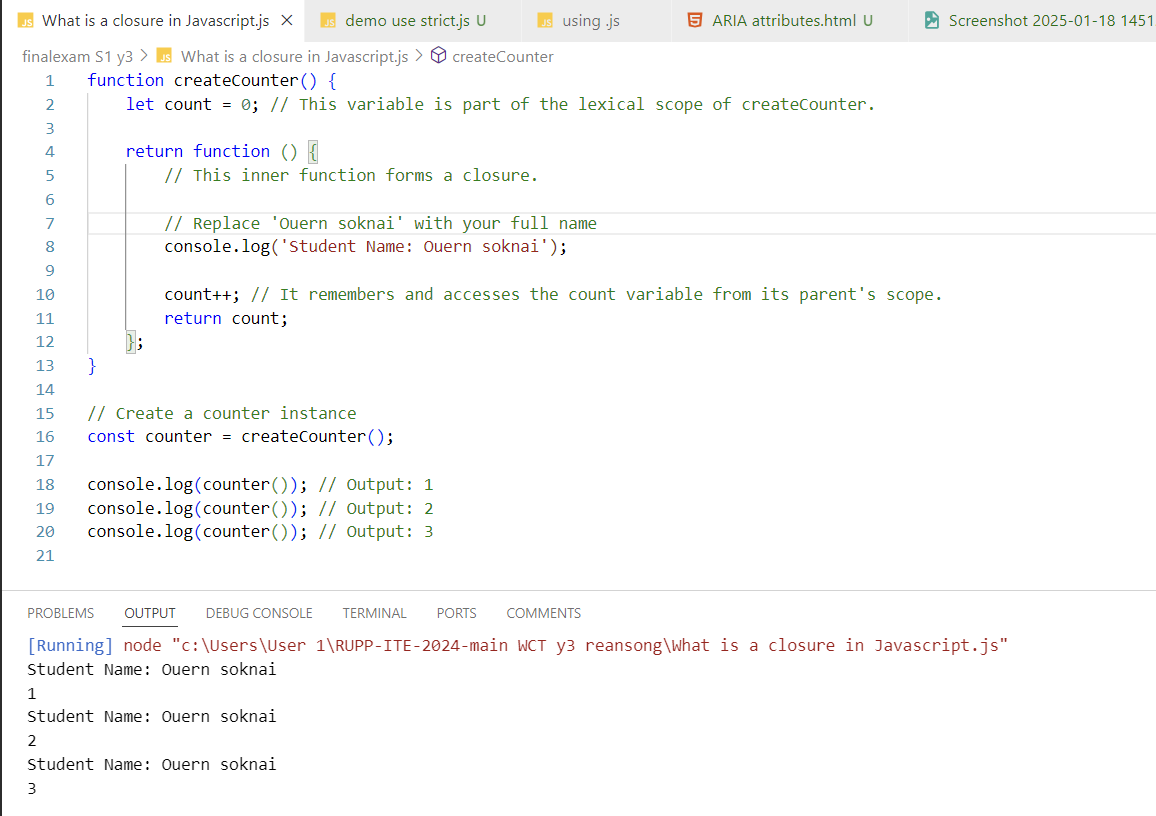 JS What is a closure in Javascript.js × JS demo use strict.js U JS using .js ARIA attributes.html U Screenshot 2025-01-18 1451
finalexam S1 y3 > JS What is a closure in Javascript.js > createCounter
1 function createCounter() {
2 let count = 0; // This variable is part of the lexical scope of createCounter.
3
4 return function () {
5 // This inner function forms a closure.
6
7 // Replace 'Ouern soknai' with your full name
8 console.log('Student Name: Ouern soknai');
9
10 count++; // It remembers and accesses the count variable from its parent's scope.
11 return count;
12 };
13 }
14
15 // Create a counter instance
16 const counter = createCounter();
17
18 console.log(counter()); // Output: 1
19 console.log(counter()); // Output: 2
20 console.log(counter()); // Output: 3
21
PROBLEMS OUTPUT DEBUG CONSOLE TERMINAL PORTS COMMENTS
[Running] node "c:\Users\User 1\RUPP-ITE-2024-main WCT y3 reansong\What is a closure in Javascript.js"
Student Name: Ouern soknai
1
Student Name: Ouern soknai
2
Student Name: Ouern soknai
3